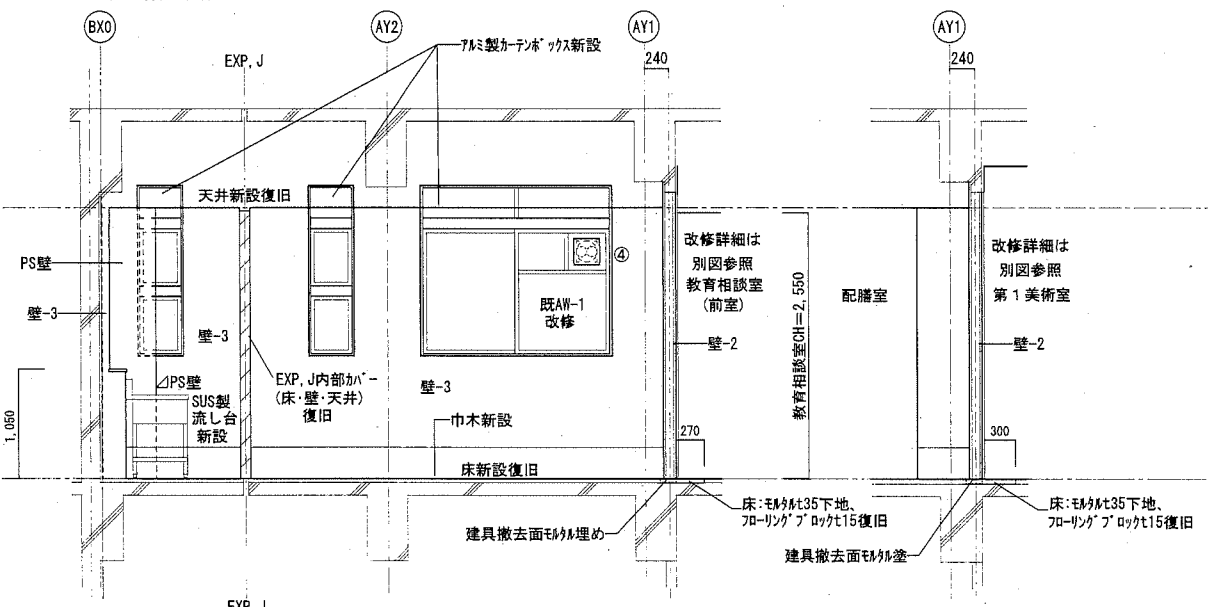 BX0
AY2
AY1
AY1
240
240
EXP,J
アルミ製カーテンボックス新設
天井新設復旧
PS壁
壁-3
壁-3
PS壁
SUS製
流し台
新設
1,050
EXP,J内部カバー
(床・壁・天井)
復旧
壁-3
巾木新設
床新設復旧
既AW-1
改修
④
改修詳細は
別図参照
教育相談室
(前室)
壁-2
270
教育相談室CH=2,550
配膳室
改修詳細は
別図参照
第1美術室
壁-2
300
建具撤去面モルタル埋め
床:モルタルt35下地、
フローリングブロックt15復旧
建具撤去面モルタル塗
床:モルタルt35下地、
フローリングブロックt15復旧